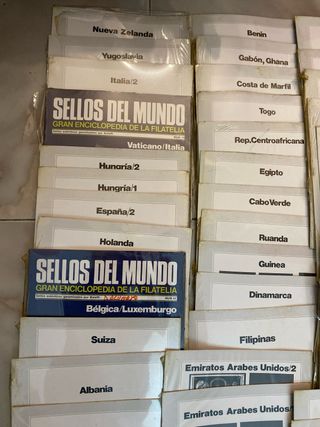 Nueva Zelanda
Yugoslavia
Italia/2
SELLOS DEL MUNDO
GRAN ENCICLOPEDIA DE LA FILATELIA
Vaticano/Italia
Hungría/2
Hungría/1
España/2
Holanda
SELLOS DEL MUNDO
GRAN ENCICLOPEDIA DE LA FILATELIA
Bélgica/Luxemburgo
Suiza
Albania
Benin
Gabón, Ghana
Costa de Marfil
Togo
Rep.Centroafricana
Egipto
Cabo Verde
Ruanda
Guinea
Dinamarca
Filipinas
Emiratos Arabes Unidos/2
Emiratos Arabes Unidos/